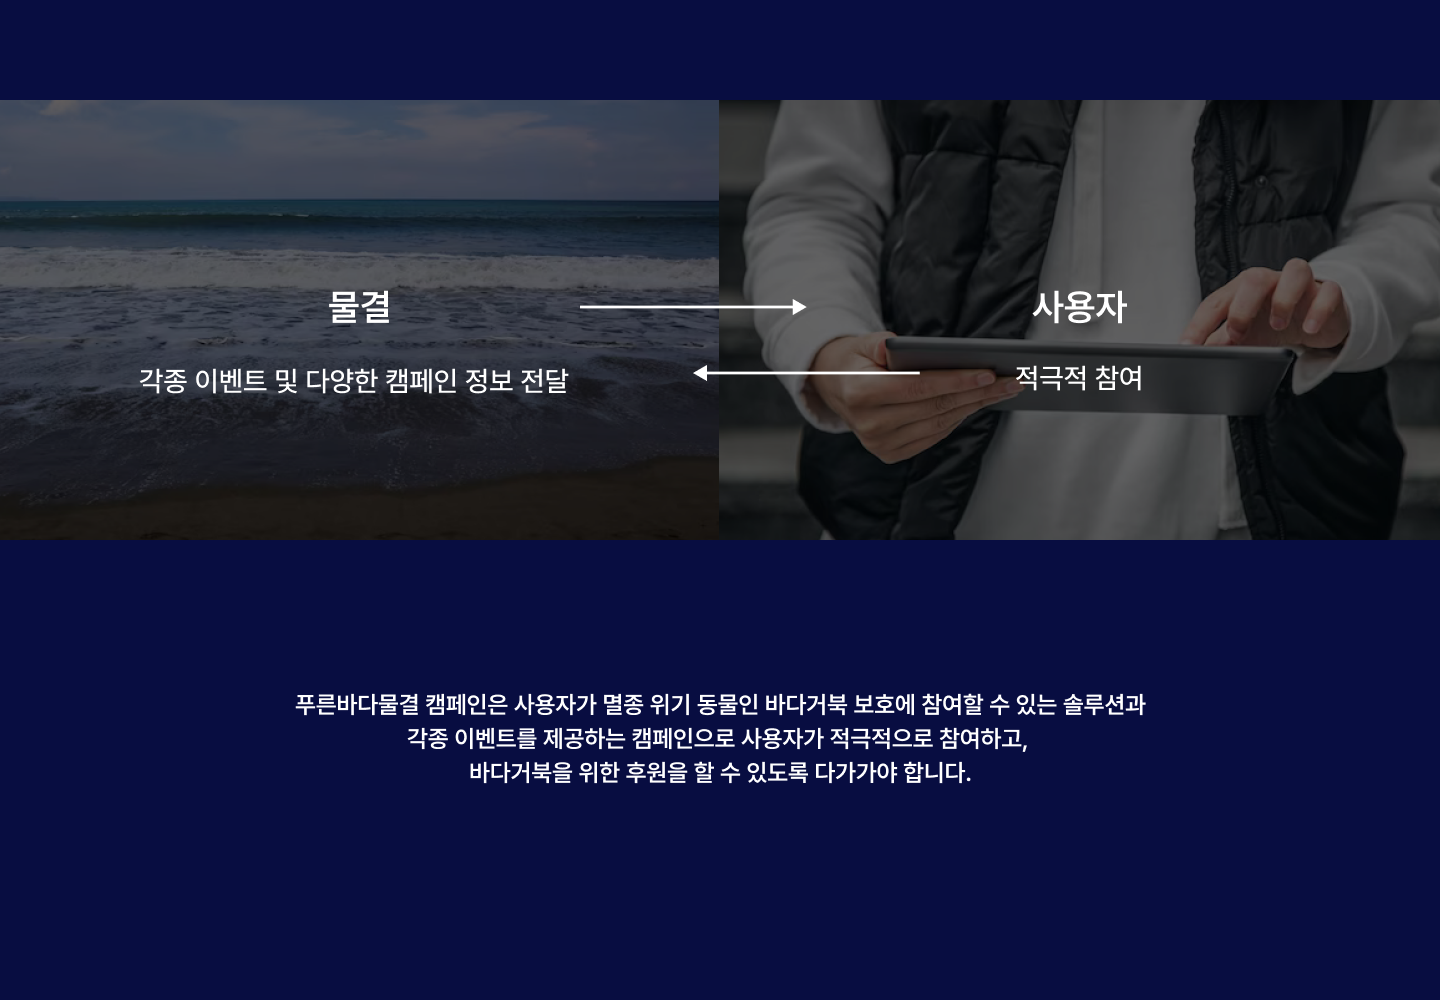 물결
각종 이벤트 및 다양한 캠페인 정보 전달
사용자
적극적 참여
푸른바다물결 캠페인은 사용자가 멸종 위기 동물인 바다거북 보호에 참여할 수 있는 솔루션과
각종 이벤트를 제공하는 캠페인으로 사용자가 적극적으로 참여하고,
바다거북을 위한 후원을 할 수 있도록 다가가야 합니다.